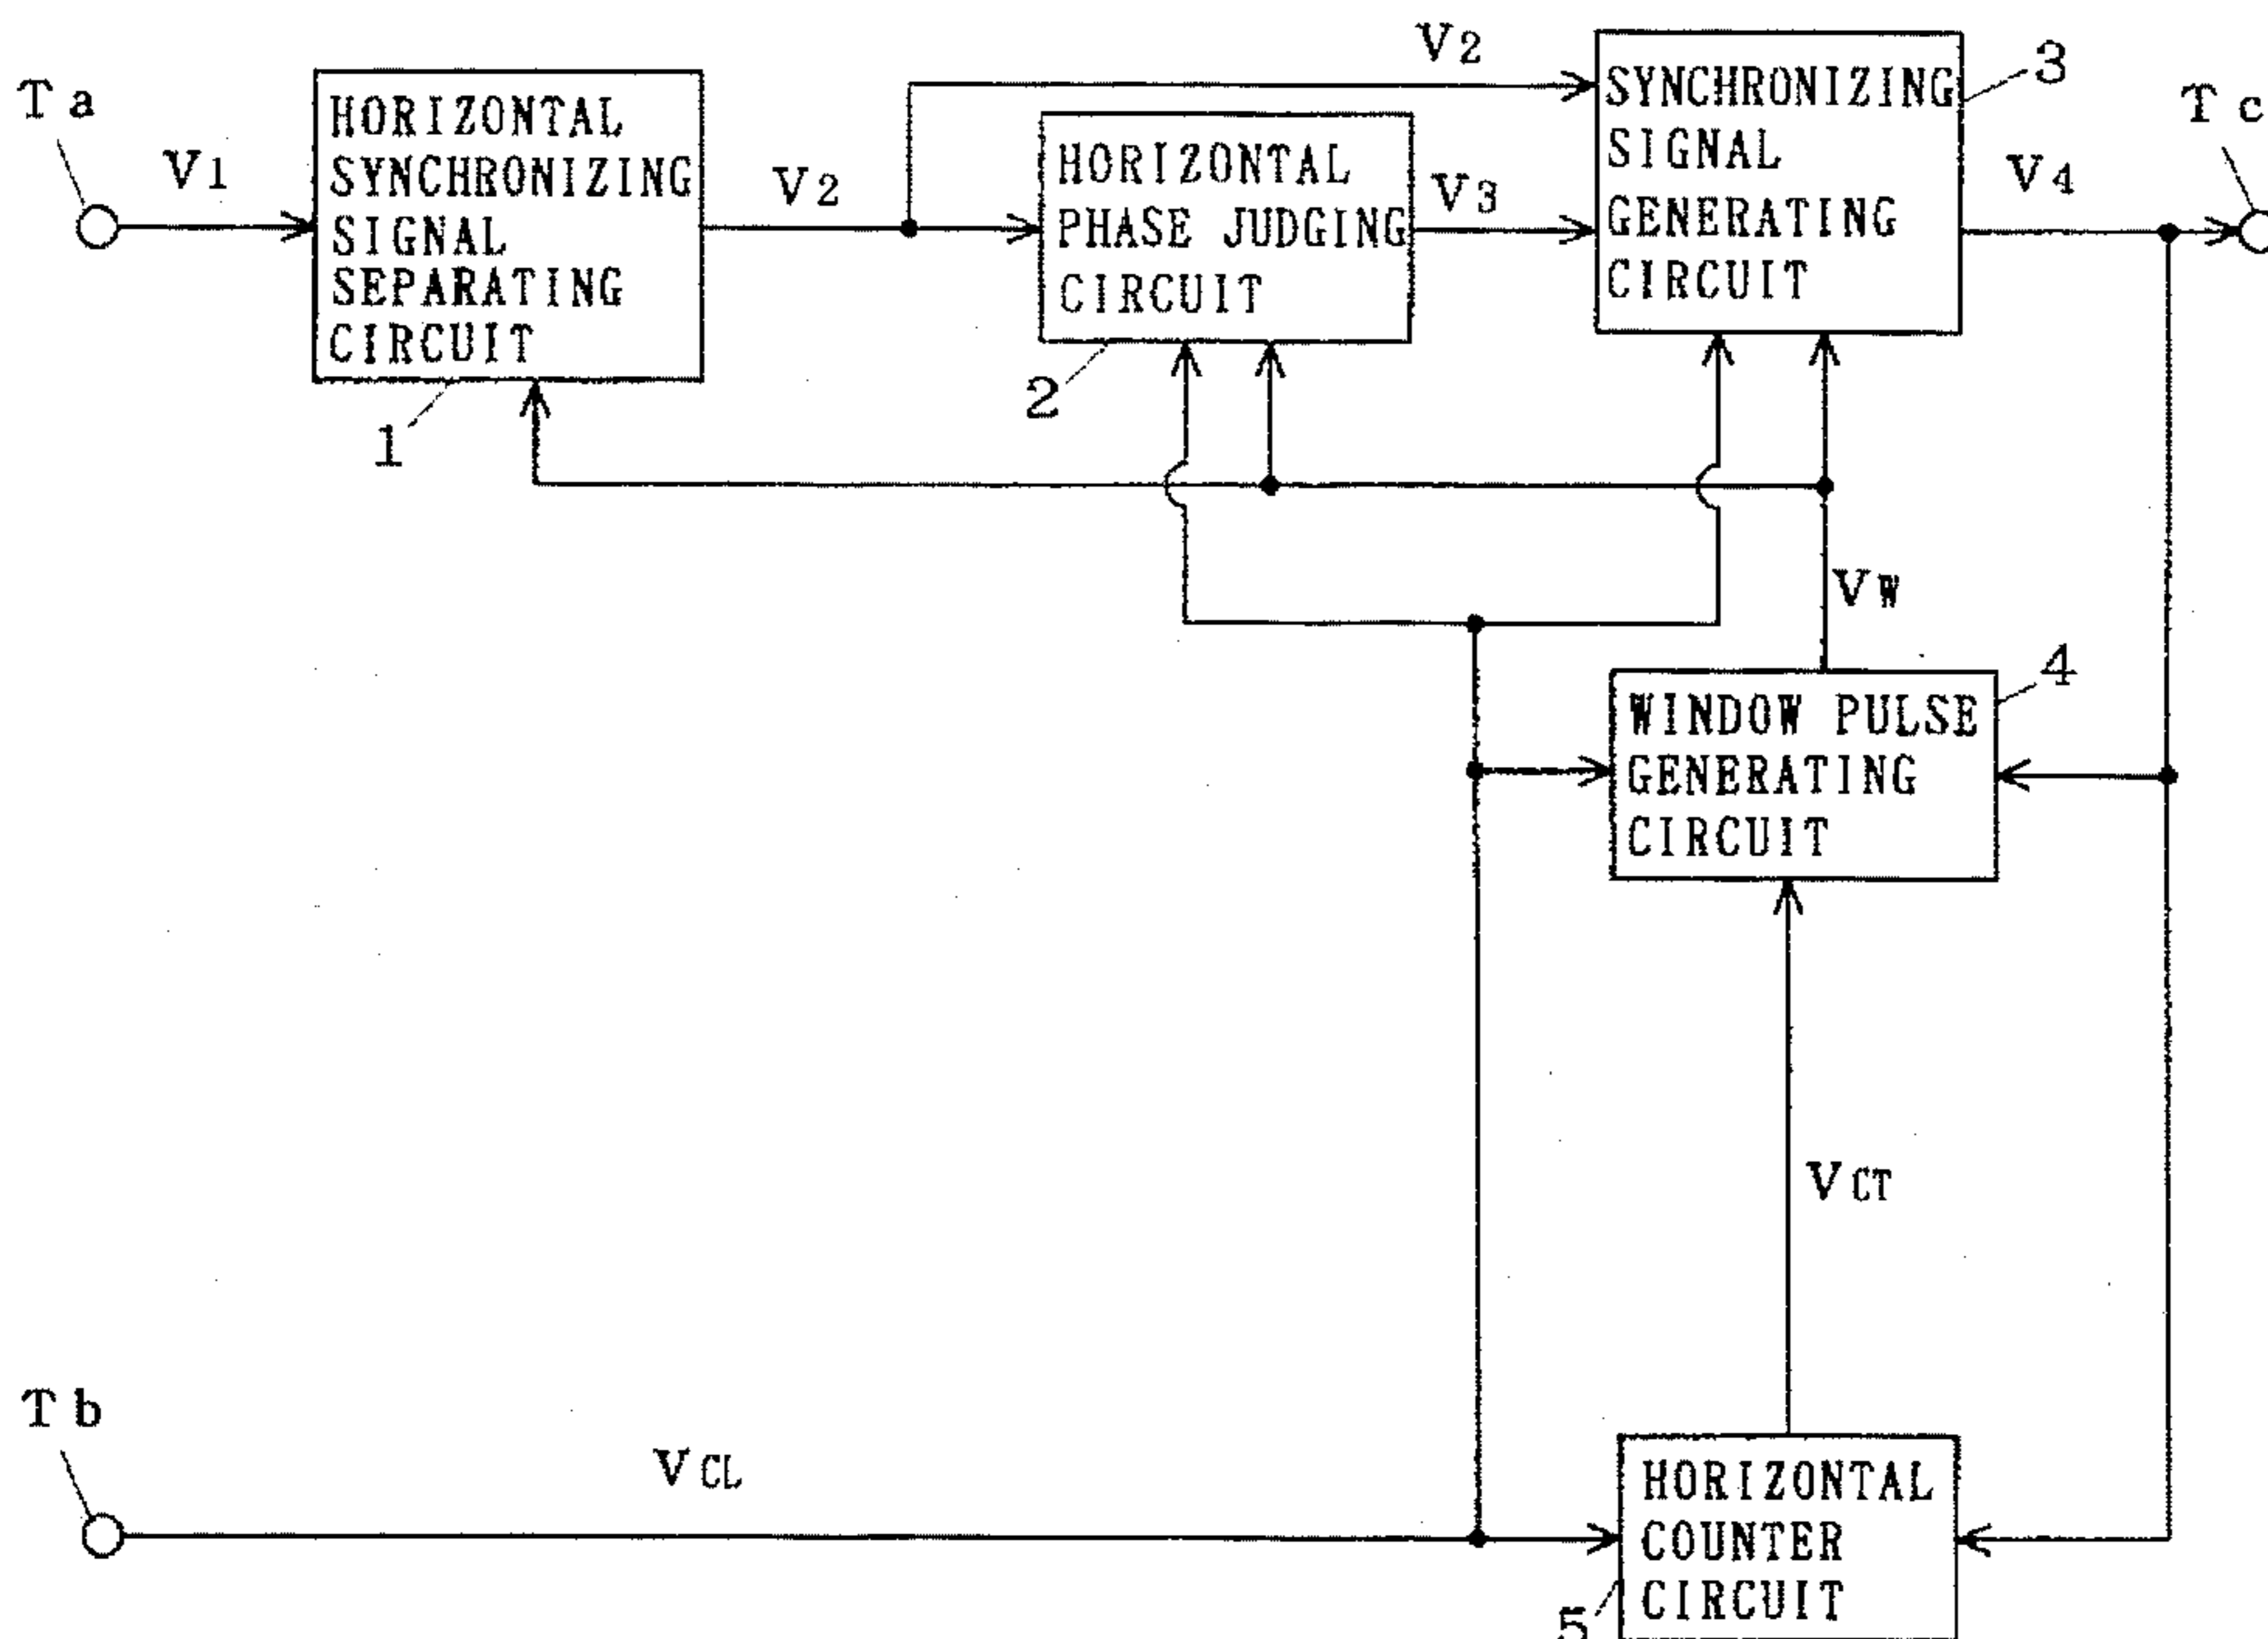 Ta
V1
HORIZONTAL
SYNCHRONIZING
SIGNAL
SEPARATING
CIRCUIT
1
V2
V2
HORIZONTAL
PHASE JUDGING
CIRCUIT
2
V3
SYNCHRONIZING
SIGNAL
GENERATING
CIRCUIT
3
V4
Tc
VW
WINDOW PULSE
GENERATING
CIRCUIT
4
VCT
Tb
VCL
HORIZONTAL
COUNTER
CIRCUIT
5